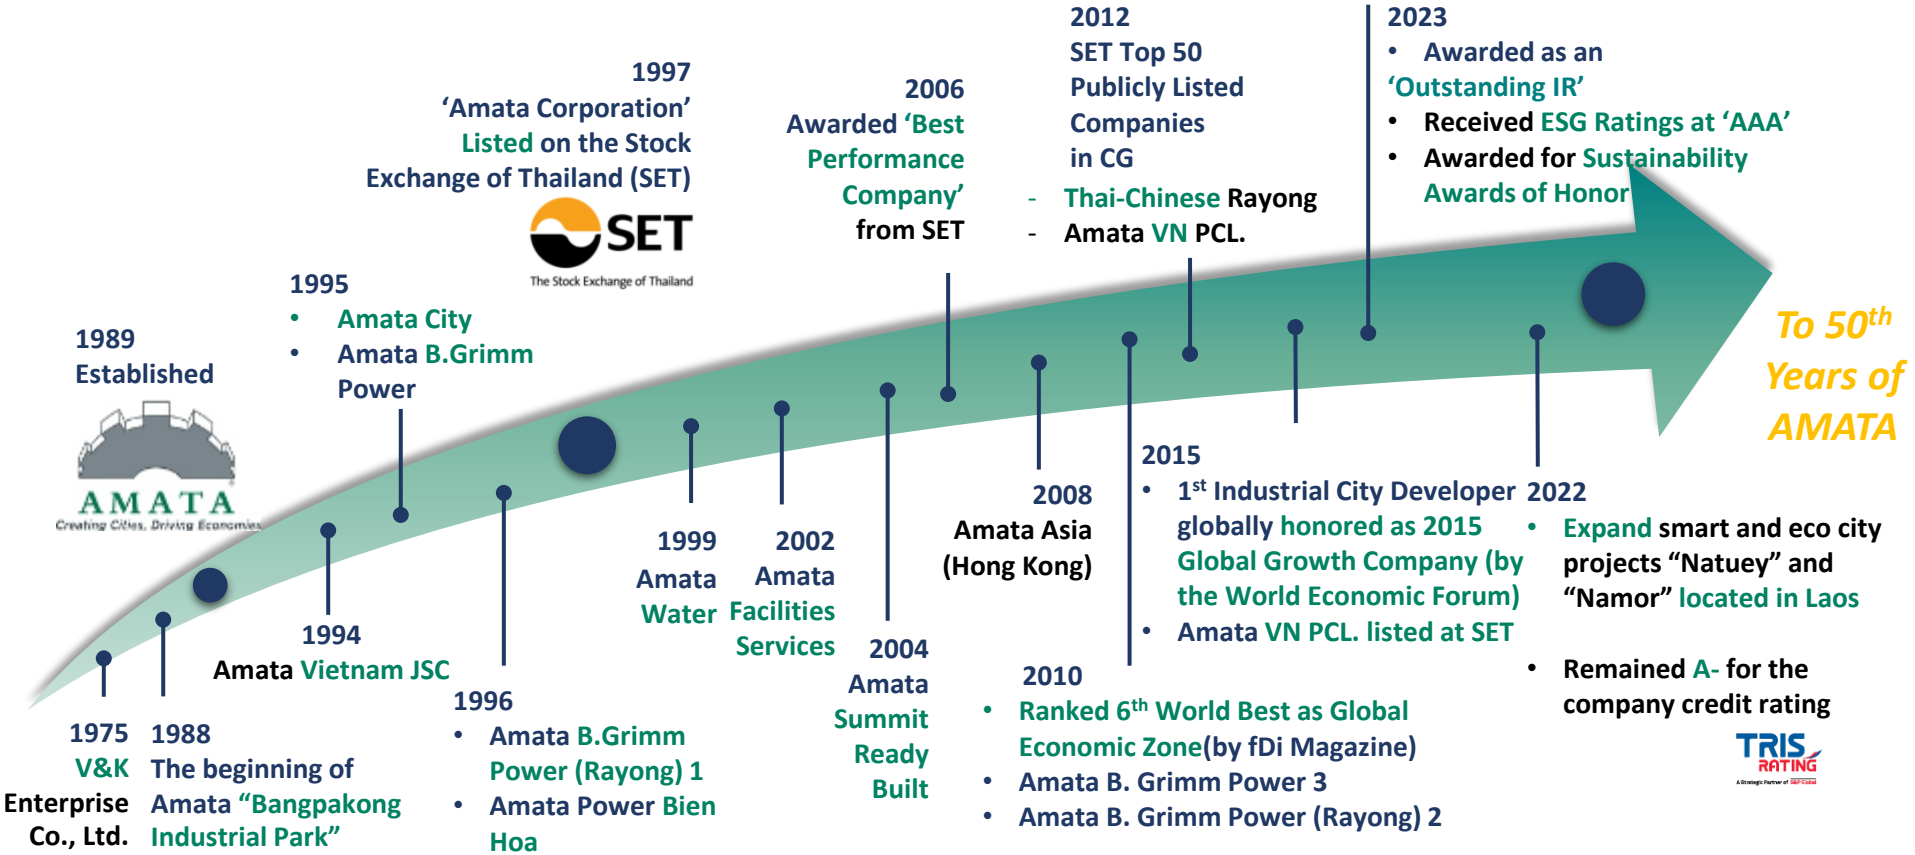 1975
V&K
Enterprise
Co., Ltd.
1988
The beginning of
Amata “Bangpakong
Industrial Park”
1989
Established
AMATA
Creating Cities, Driving Economies
1994
Amata Vietnam JSC
1995
• Amata City
• Amata B.Grimm
Power
1996
• Amata B.Grimm
Power (Rayong) 1
• Amata Power Bien
Hoa
1997
‘Amata Corporation’
Listed on the Stock
Exchange of Thailand (SET)
SET
The Stock Exchange of Thailand
1999
Amata
Water
2002
Amata
Facilities
Services
2004
Amata
Summit
Ready
Built
2006
Awarded ‘Best
Performance
Company’
from SET
2008
Amata Asia
(Hong Kong)
2010
• Ranked 6th World Best as Global
Economic Zone(by fDi Magazine)
• Amata B. Grimm Power 3
• Amata B. Grimm Power (Rayong) 2
2012
SET Top 50
Publicly Listed
Companies
in CG
- Thai-Chinese Rayong
- Amata VN PCL.
2015
• 1st Industrial City Developer
globally honored as 2015
Global Growth Company (by
the World Economic Forum)
• Amata VN PCL. listed at SET
2022
• Expand smart and eco city
projects “Natuey” and
“Namor” located in Laos
• Remained A- for the
company credit rating
TRIS
RATING
A Strategic Partner of S&P Global
2023
• Awarded as an
‘Outstanding IR’
• Received ESG Ratings at ‘AAA’
• Awarded for Sustainability
Awards of Honor
To 50th
Years of
AMATA